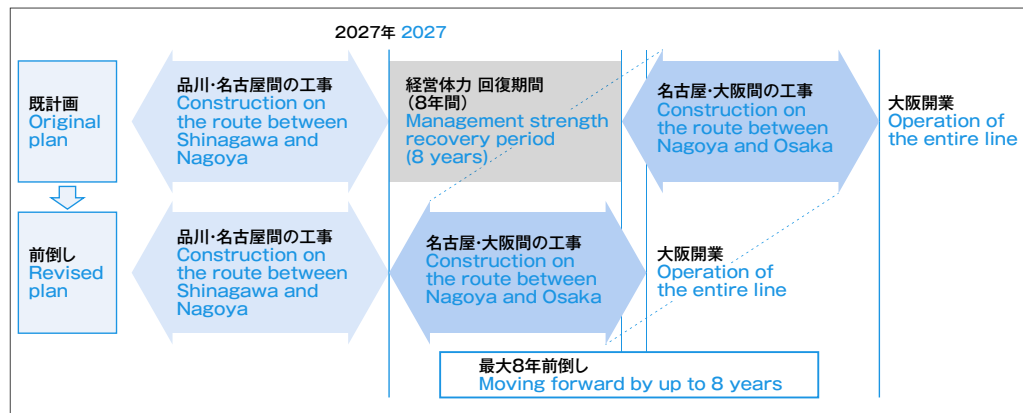 2027年 2027
既計画
Original
plan
品川・名古屋間の工事
Construction on
the route between
Shinagawa and
Nagoya
経営体力 回復期間
（8年間）
Management strength
recovery period
(8 years)
名古屋・大阪間の工事
Construction on
the route between
Nagoya and Osaka
大阪開業
Operation of
the entire line
前倒し
Revised
plan
品川・名古屋間の工事
Construction on
the route between
Shinagawa and
Nagoya
名古屋・大阪間の工事
Construction on
the route between
Nagoya and Osaka
大阪開業
Operation of
the entire line
最大8年前倒し
Moving forward by up to 8 years